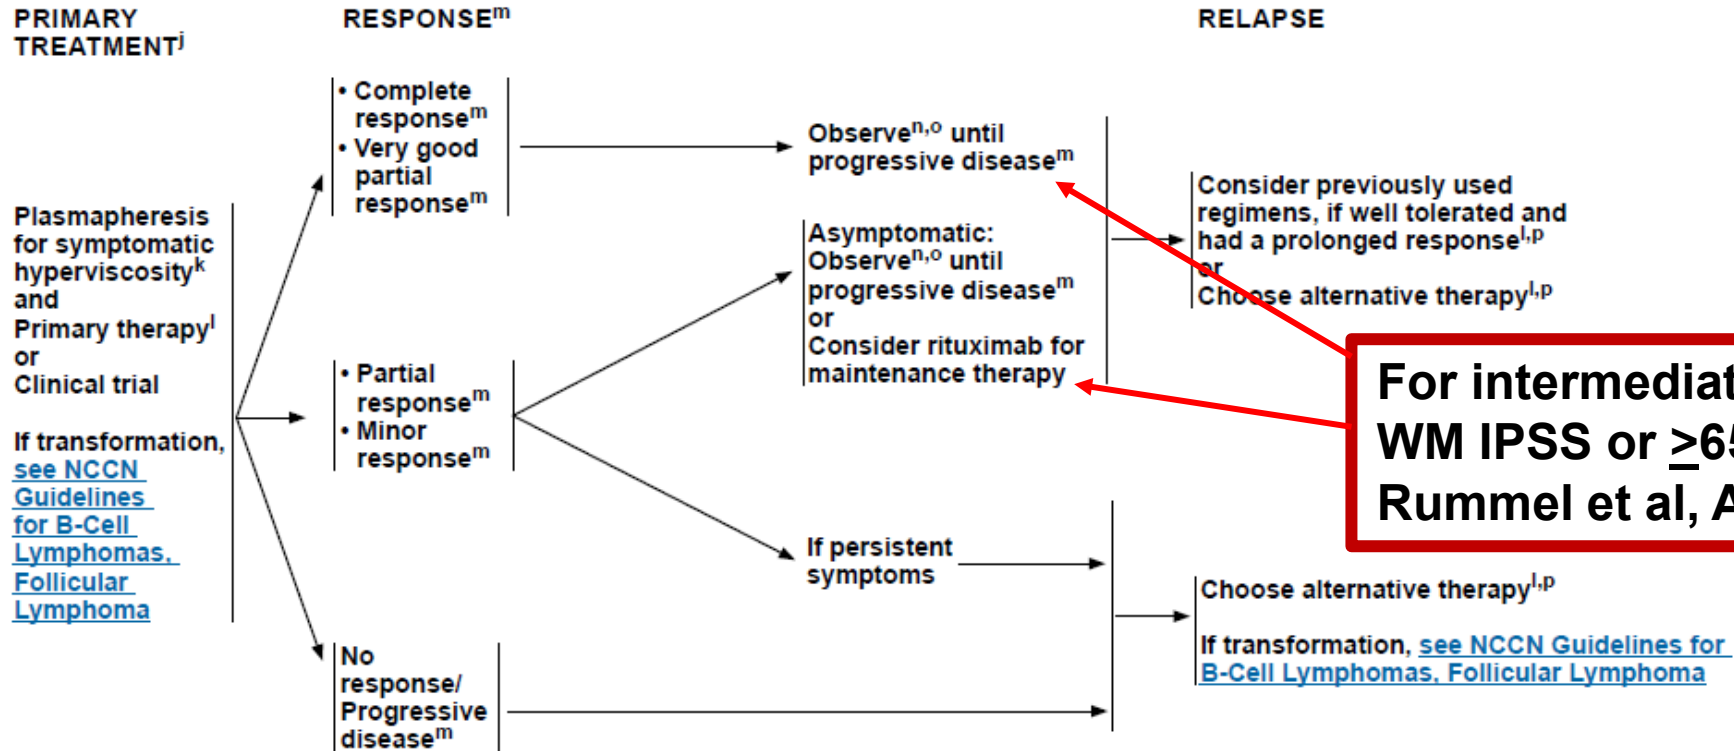 PRIMARY
TREATMENTʲ
RESPONSEᵐ
RELAPSE
Plasmapheresis
for symptomatic
hyperviscosityᵏ
and
Primary therapyˡ
or
Clinical trial
If transformation,
see NCCN
Guidelines
for B-Cell
Lymphomas,
Follicular
Lymphoma
• Complete
responseᵐ
• Very good
partial
responseᵐ
• Partial
responseᵐ
• Minor
responseᵐ
No
response/
Progressive
diseaseᵐ
Observeⁿ,ᵒ until
progressive diseaseᵐ
Asymptomatic:
Observeⁿ,ᵒ until
progressive diseaseᵐ
or
Consider rituximab for
maintenance therapy
If persistent
symptoms
Consider previously used
regimens, if well tolerated and
had a prolonged responseˡ,ᵖ
or
Choose alternative therapyˡ,ᵖ
For intermediat
WM IPSS or ≥65
Rummel et al, A
Choose alternative therapyˡ,ᵖ
If transformation, see NCCN Guidelines for
B-Cell Lymphomas, Follicular Lymphoma